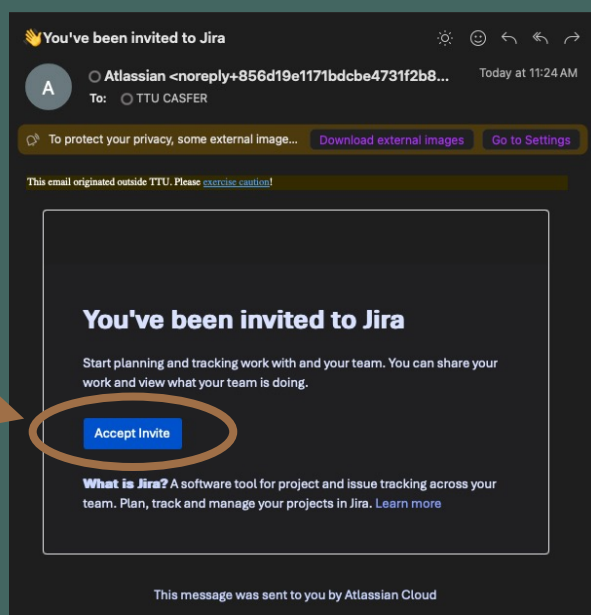 👋You've been invited to Jira
A
Atlassian <noreply+856d19e1171bdcbe4731f2b8...
Today at 11:24 AM
To: TTU CASFER
To protect your privacy, some external image... Download external images Go to Settings
This email originated outside TTU. Please exercise caution!
You've been invited to Jira
Start planning and tracking work with and your team. You can share your
work and view what your team is doing.
Accept Invite
What is Jira? A software tool for project and issue tracking across your
team. Plan, track and manage your projects in Jira. Learn more
This message was sent to you by Atlassian Cloud